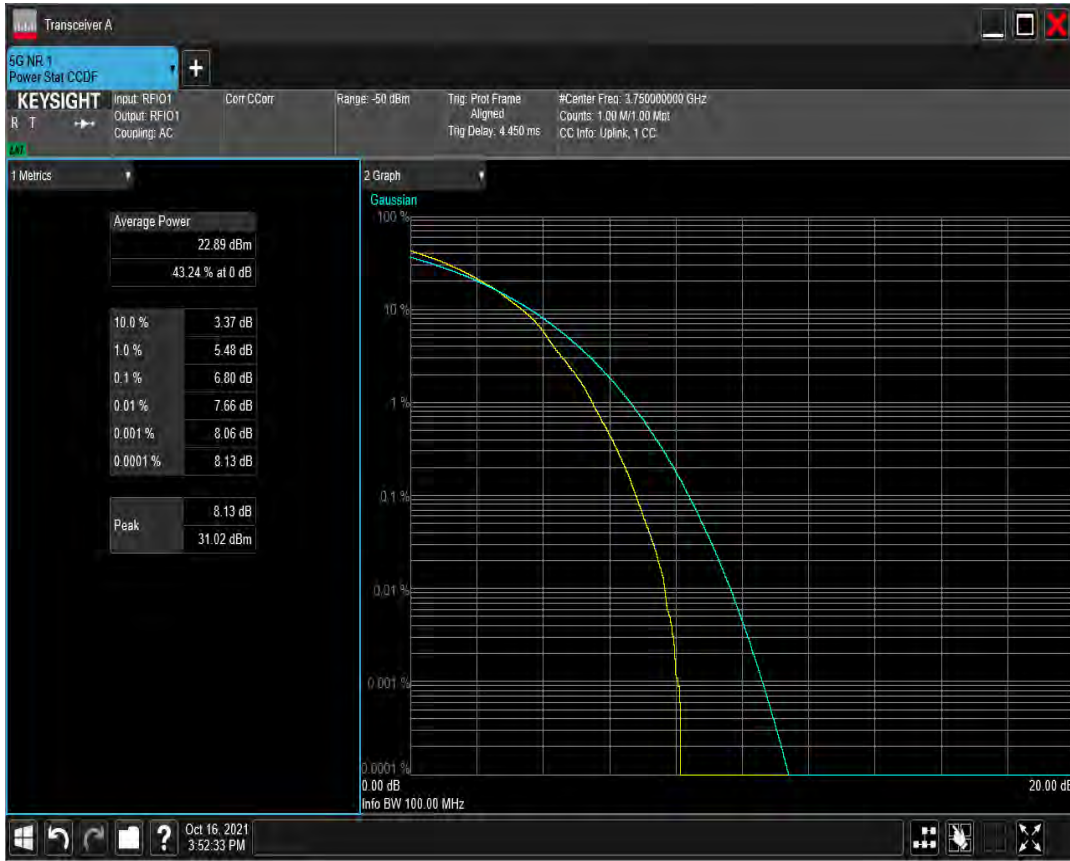 Transceiver A
5G NR 1
Power Stat CCDF
+
KEYSIGHT
R T
LXI
Input: RFIO1
Output: RFIO1
Coupling: AC
Corr CCorr
Range: -50 dBm
Trig: Prot Frame
Aligned
Trig Delay: 4.450 ms
#Center Freq: 3.750000000 GHz
Counts: 1.00 M/1.00 Mpt
CC Info: Uplink, 1 CC
1 Metrics
Average Power
22.89 dBm
43.24 % at 0 dB
10.0 % 3.37 dB
1.0 % 5.48 dB
0.1 % 6.80 dB
0.01 % 7.66 dB
0.001 % 8.06 dB
0.0001 % 8.13 dB
Peak
8.13 dB
31.02 dBm
2 Graph
Gaussian
100 %
10 %
1 %
0.1 %
0.01 %
0.001 %
0.0001 %
0.00 dB
20.00 dB
Info BW 100.00 MHz
?
Oct 16, 2021
3:52:33 PM